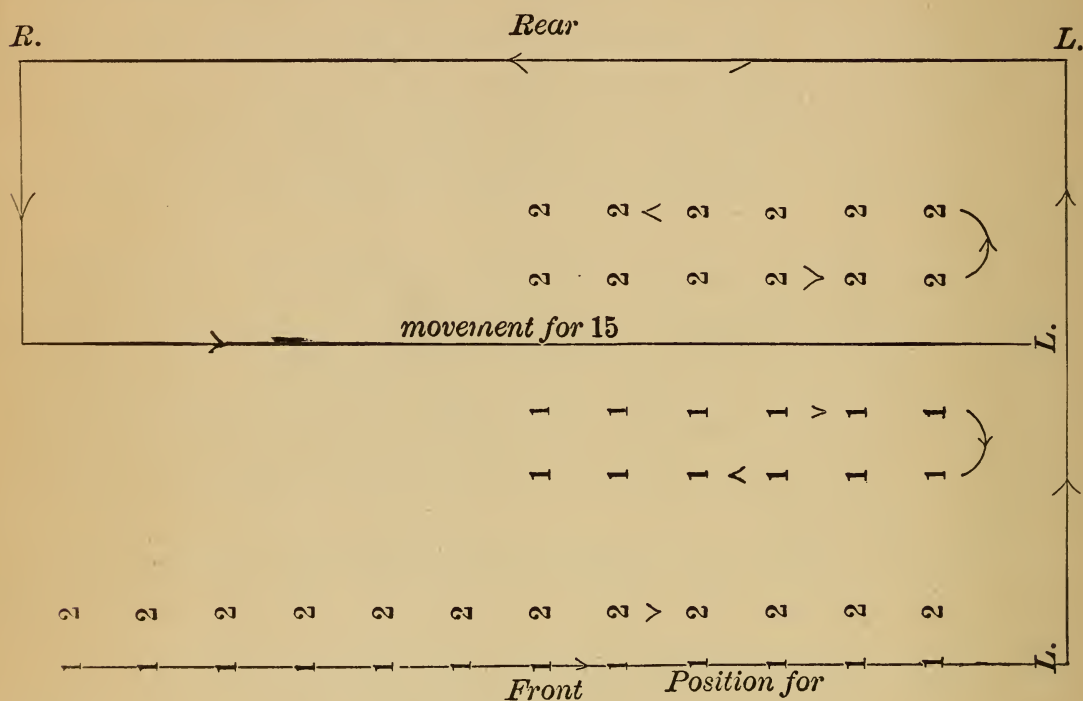 R. Rear L.
2 2 < 2 2 2 2
2 2 2 2 > 2 2
movement for 15 L.
1 1 1 1 > 1 1
1 1 1 < 1 1 1
2 2 2 2 2 2 2 2 > 2 2 2 2
1 1 1 1 1 1 1 1 1 1 1 1 L.
Front Position for